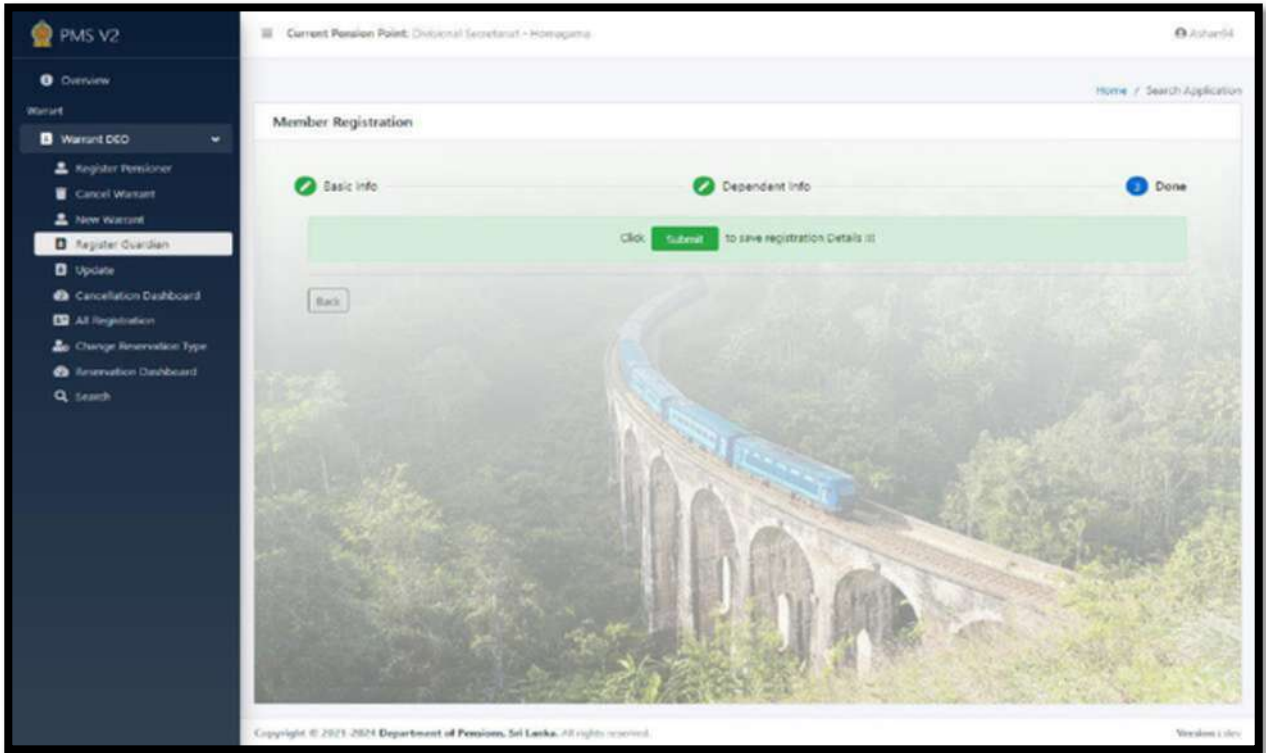 PMS V2
Current Pension Point: Divisional Secretariat - Homagama
Ashan94
Overview
Home / Search Application
Warrant
Member Registration
Warrant DEO
Register Pensioner
Cancel Warrant
New Warrant
Register Guardian
Update
Cancellation Dashboard
All Registration
Change Reservation Type
Reservation Dashboard
Search
Basic Info
Dependent Info
3 Done
Click Submit to save registration Details !!!
Back
Copyright © 2021-2024 Department of Pensions, Sri Lanka. All rights reserved.
Version